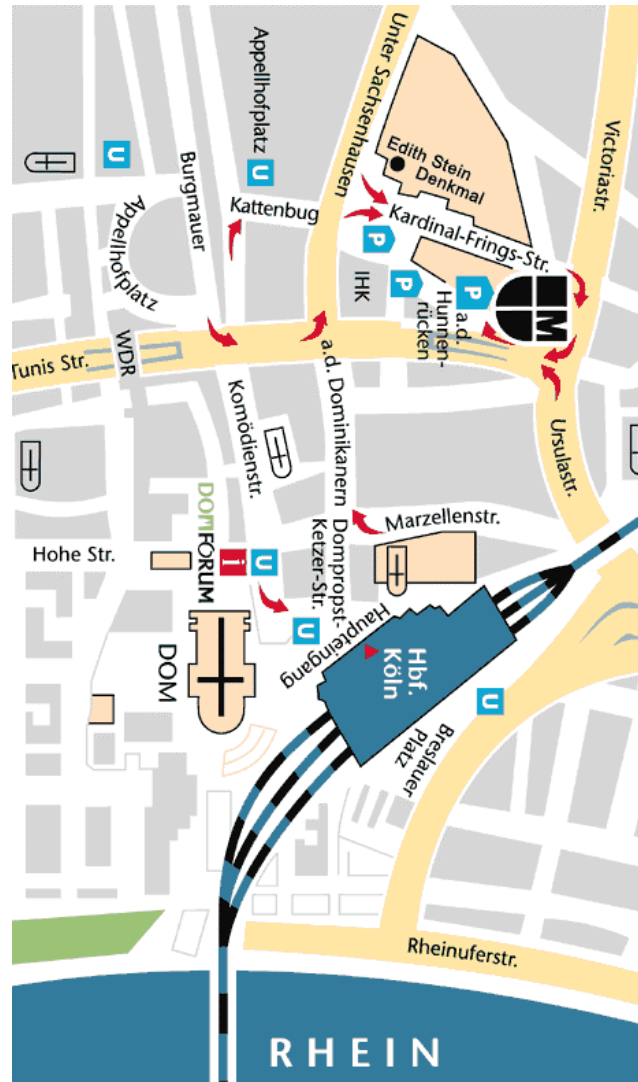 Appellhofplatz
U
Unter Sachsenhausen
Edith Stein
Denkmal
Victoriastr.
U
Burgmauer
Kattenbug
Kardinal-Frings-Str.
P
Appellhofplatz
IHK
P
P
a.d.
Hunnen-
rücken
M
WDR
Tunis Str.
Komödienstr.
a.d. Dominikanern
Ursulastr.
Hohe Str.
DOMFORUM
i
U
Dompropst-
Ketzer-Str.
Marzellenstr.
U
Haupteingang
Hbf.
Köln
DOM
U
Breslauer
Platz
Rheinuferstr.
RHEIN